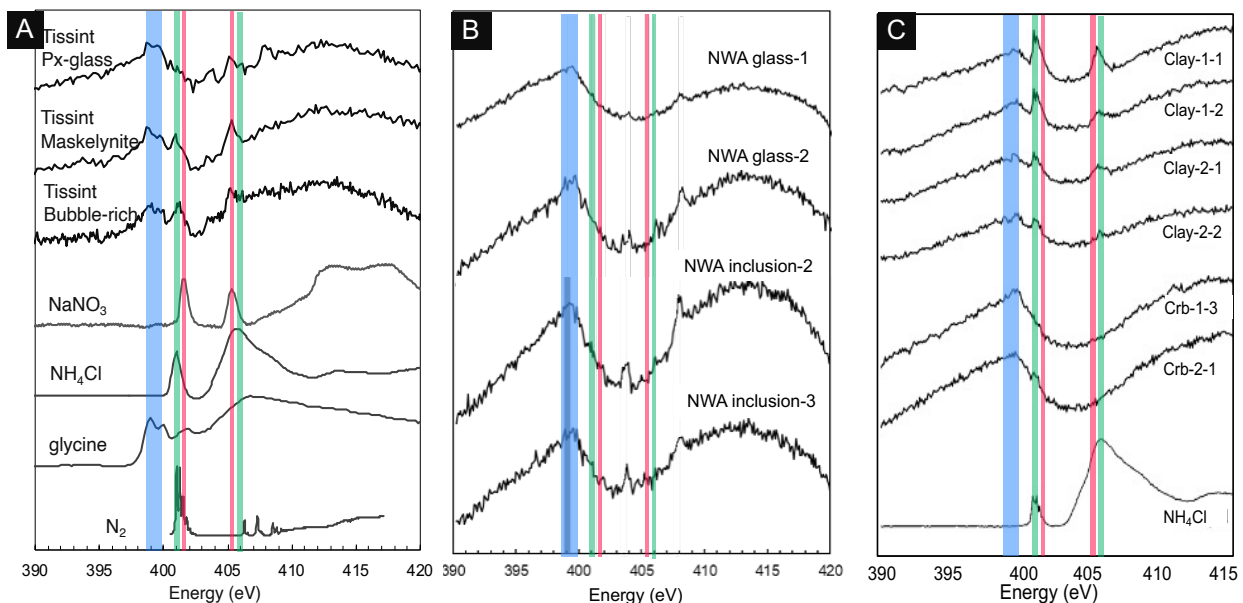 A
Tissint
Px-glass
Tissint
Maskelynite
Tissint
Bubble-rich
NaNO₃
NH₄Cl
glycine
N₂
390 395 400 405 410 415 420
Energy (eV)
B
NWA glass-1
NWA glass-2
NWA inclusion-2
NWA inclusion-3
390 395 400 405 410 415 420
Energy (eV)
C
Clay-1-1
Clay-1-2
Clay-2-1
Clay-2-2
Crb-1-3
Crb-2-1
NH₄Cl
390 395 400 405 410 415
Energy (eV)